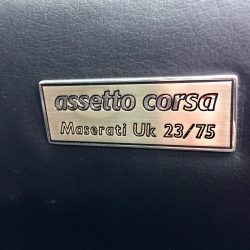 assetto corsa
Maserati Uk 23/75